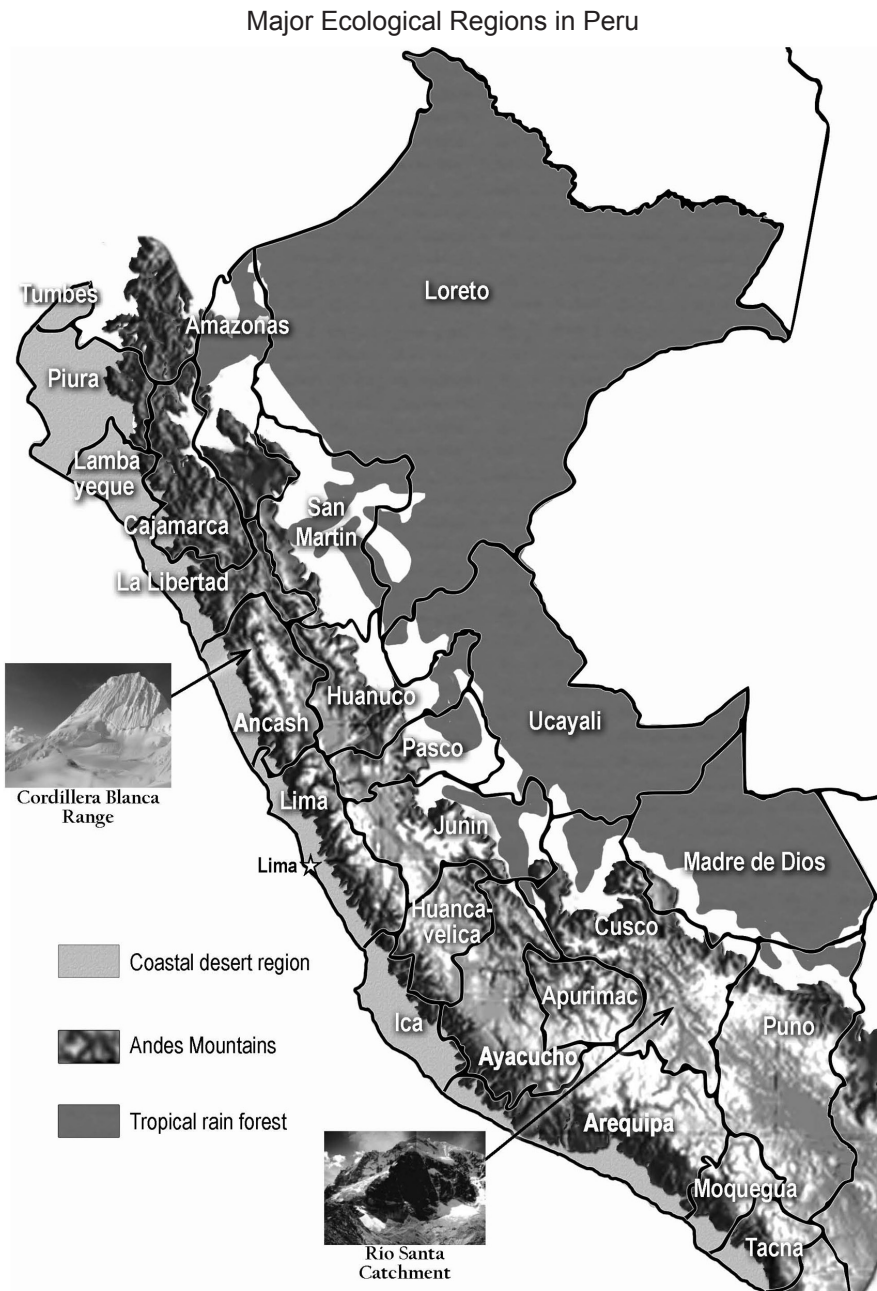 Major Ecological Regions in Peru
Loreto
Tumbes
Amazonas
Piura
Lamba
yeque
San
Martin
Cajamarca
La Libertad
Huanuco
Ucayali
Ancash
Pasco
Cordillera Blanca
Range
Lima
Junin
Lima
Madre de Dios
Huanca-
velica
Cusco
Coastal desert region
Apurimac
Ica
Puno
Andes Mountains
Ayacucho
Tropical rain forest
Arequipa
Moquegua
Rio Santa
Catchment
Tacna